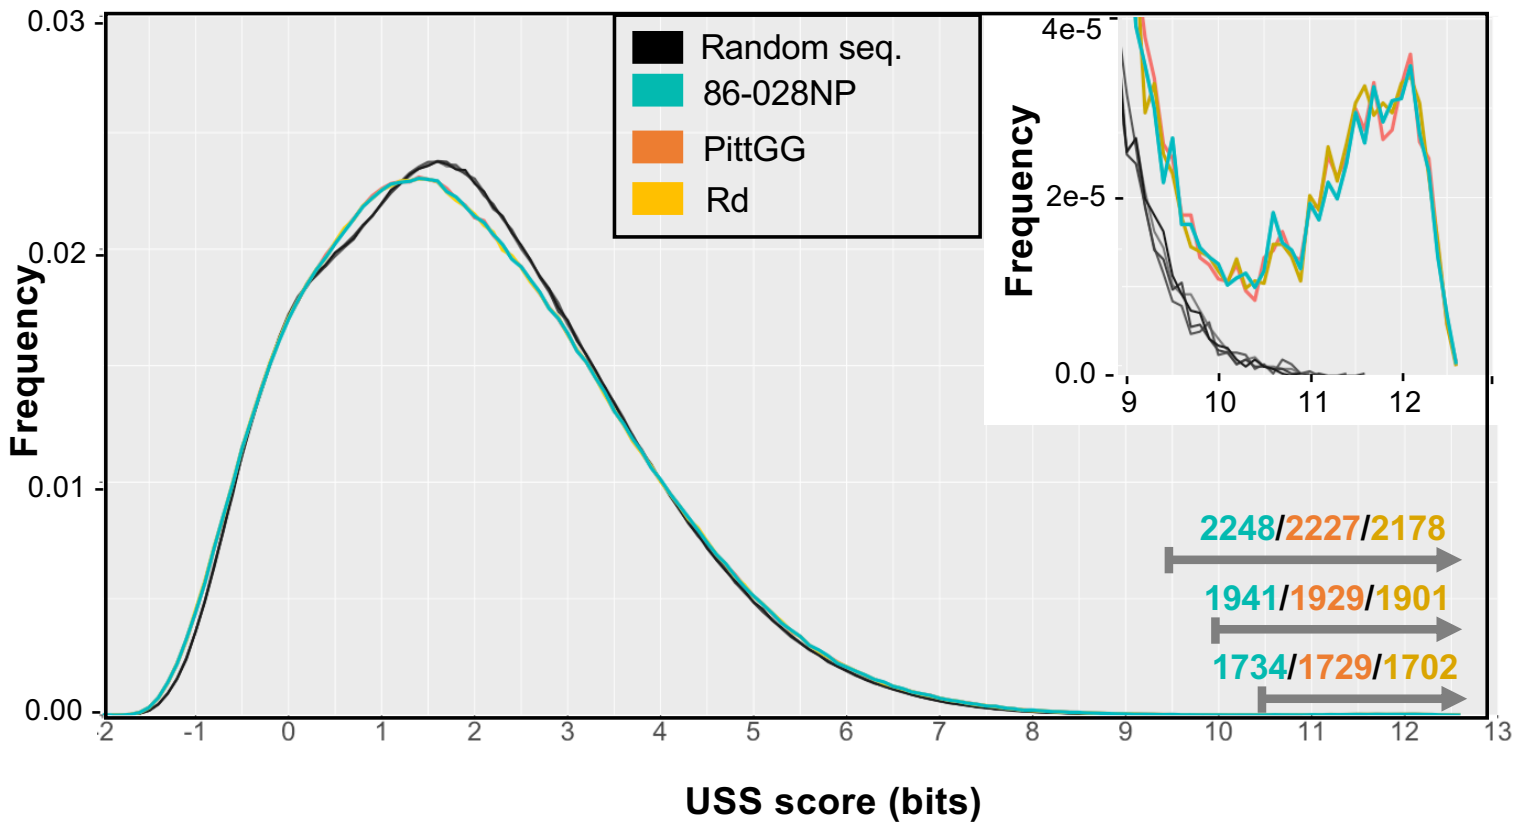 0.03
0.02
0.01
0.00
Frequency
Random seq.
86-028NP
PittGG
Rd
4e-5
2e-5
0.0
Frequency
9 10 11 12
2248/2227/2178
1941/1929/1901
1734/1729/1702
-2 -1 0 1 2 3 4 5 6 7 8 9 10 11 12 13
USS score (bits)